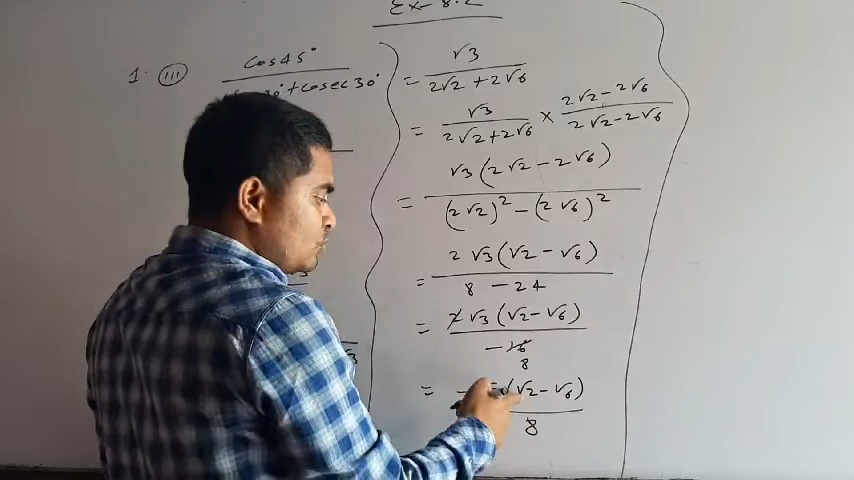 Ex-8.2
1. (iii) cos45° / 30° + cosec30°
= √3 / 2√2 + 2√6
= √3 / 2√2 + 2√6 × 2√2 - 2√6 / 2√2 - 2√6
= √3(2√2 - 2√6) / (2√2)² - (2√6)²
= 2√3(√2 - √6) / 8 - 24
= 2√3(√2 - √6) / -16
8
= - (√2 - √6) / 8
√3